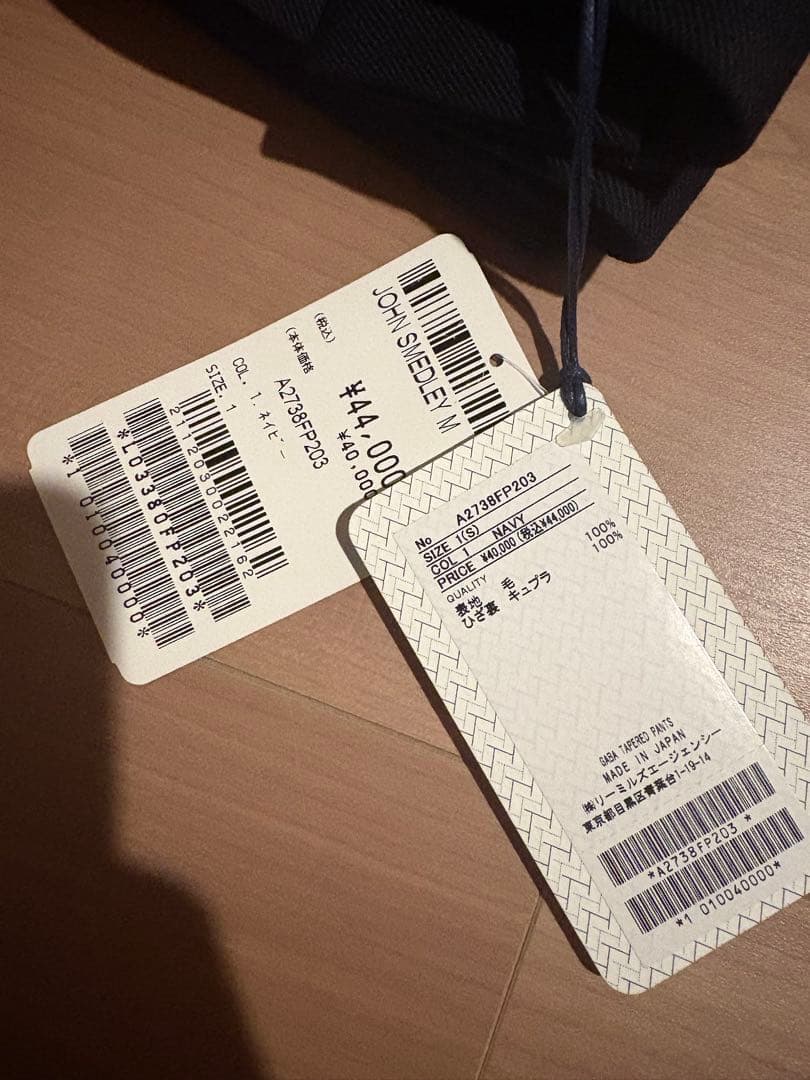 JOHN SMEDLEY M
(税込)
¥44,000
(本体価格
¥40,000
A2738FP203
COL. 1. ネイビー
SIZE. 1
2112030022162
*L03380FP203*
*1 010040000*
No A2738FP203
SIZE 1(S)
COL 1 NAVY
PRICE ¥40,000(税込¥44,000)
QUALITY
表地 毛 100%
ひざ裏 キュプラ 100%
GABA TAPERED PANTS
MADE IN JAPAN
㈱リーミルズエージェンシー
東京都目黒区青葉台1-19-14
*A2738FP203 *
*1 010040000*